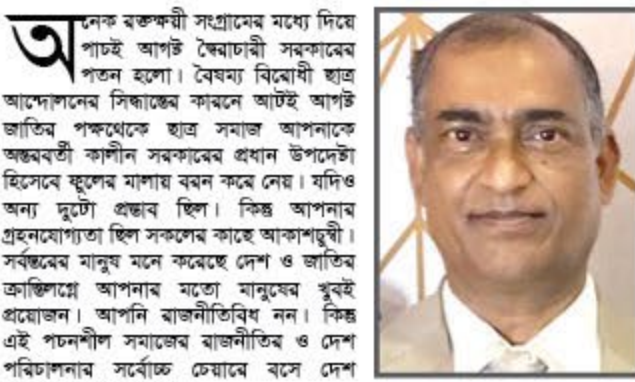 অনেক রক্তক্ষয়ী সংগ্রামের মধ্যে দিয়ে
পাচই আগষ্ট স্বৈরাচারী সরকারের
পতন হলো। বৈষম্য বিরোধী ছাত্র
আন্দোলনের সিদ্ধান্তের কারনে আটই আগষ্ট
জাতির পক্ষথেকে ছাত্র সমাজ আপনাকে
অন্তরবর্তী কালীন সরকারের প্রধান উপদেষ্টা
হিসেবে ফুলের মালায় বরন করে নেয়। যদিও
অন্য দুটো প্রস্তাব ছিল। কিন্তু আপনার
গ্রহনযোগ্যতা ছিল সকলের কাছে আকাশচুম্বী।
সর্বস্তরের মানুষ মনে করেছে দেশ ও জাতির
ক্রান্তিলগ্নে আপনার মতো মানুষের খুবই
প্রয়োজন। আপনি রাজনীতিবিধ নন। কিন্তু
এই পচনশীল সমাজের রাজনীতির ও দেশ
পরিচালনার সর্বোচ্চ চেয়ারে বসে দেশ